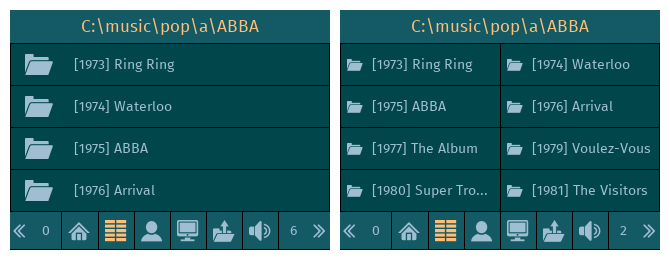 C:\music\pop\a\ABBA
[1973] Ring Ring
[1974] Waterloo
[1975] ABBA
[1976] Arrival
0
6
C:\music\pop\a\ABBA
[1973] Ring Ring
[1974] Waterloo
[1975] ABBA
[1976] Arrival
[1977] The Album
[1979] Voulez-Vous
[1980] Super Tro...
[1981] The Visitors
0
2